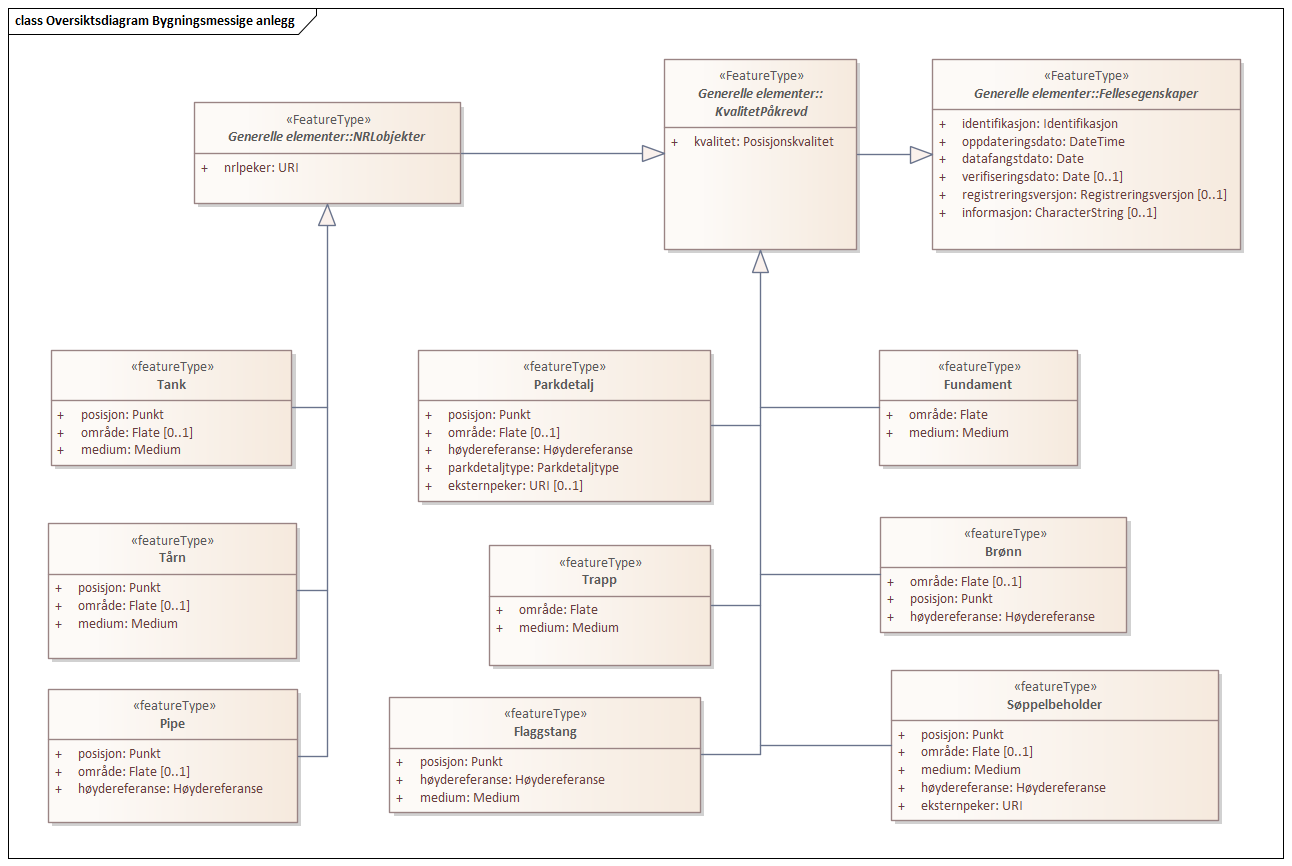 class Oversiktsdiagram Bygningsmessige anlegg
«FeatureType»
Generelle elementer::NRLobjekter
+ nrlpeker: URI
«FeatureType»
Generelle elementer::
KvalitetPåkrevd
+ kvalitet: Posisjonskvalitet
«FeatureType»
Generelle elementer::Fellesegenskaper
+ identifikasjon: Identifikasjon
+ oppdateringsdato: DateTime
+ datafangstdato: Date
+ verifiseringsdato: Date [0..1]
+ registreringsversjon: Registreringsversjon [0..1]
+ informasjon: CharacterString [0..1]
«featureType»
Tank
+ posisjon: Punkt
+ område: Flate [0..1]
+ medium: Medium
«featureType»
Parkdetalj
+ posisjon: Punkt
+ område: Flate [0..1]
+ høydereferanse: Høydereferanse
+ parkdetaljtype: Parkdetaljtype
+ eksternpeker: URI [0..1]
«featureType»
Fundament
+ område: Flate
+ medium: Medium
«featureType»
Tårn
+ posisjon: Punkt
+ område: Flate [0..1]
+ medium: Medium
«featureType»
Trapp
+ område: Flate
+ medium: Medium
«featureType»
Brønn
+ område: Flate [0..1]
+ posisjon: Punkt
+ høydereferanse: Høydereferanse
«featureType»
Pipe
+ posisjon: Punkt
+ område: Flate [0..1]
+ høydereferanse: Høydereferanse
«featureType»
Flaggstang
+ posisjon: Punkt
+ høydereferanse: Høydereferanse
+ medium: Medium
«featureType»
Søppelbeholder
+ posisjon: Punkt
+ område: Flate [0..1]
+ medium: Medium
+ høydereferanse: Høydereferanse
+ eksternpeker: URI